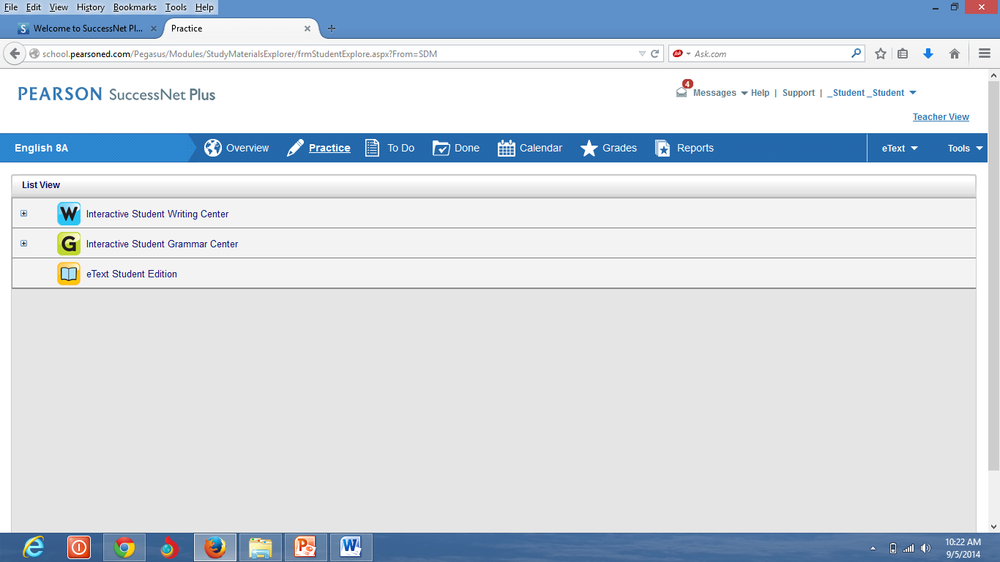 File Edit View History Bookmarks Tools Help
S Welcome to SuccessNet Pl... × Practice × +
school.pearsoned.com/Pegasus/Modules/StudyMaterialsExplorer/frmStudentExplore.aspx?From=SDM Ask Ask.com
PEARSON SuccessNet Plus
4
Messages Help | Support | _Student _Student
Teacher View
English 8A Overview Practice To Do Done Calendar Grades Reports eText Tools
List View
W Interactive Student Writing Center
G Interactive Student Grammar Center
eText Student Edition
10:22 AM
9/5/2014